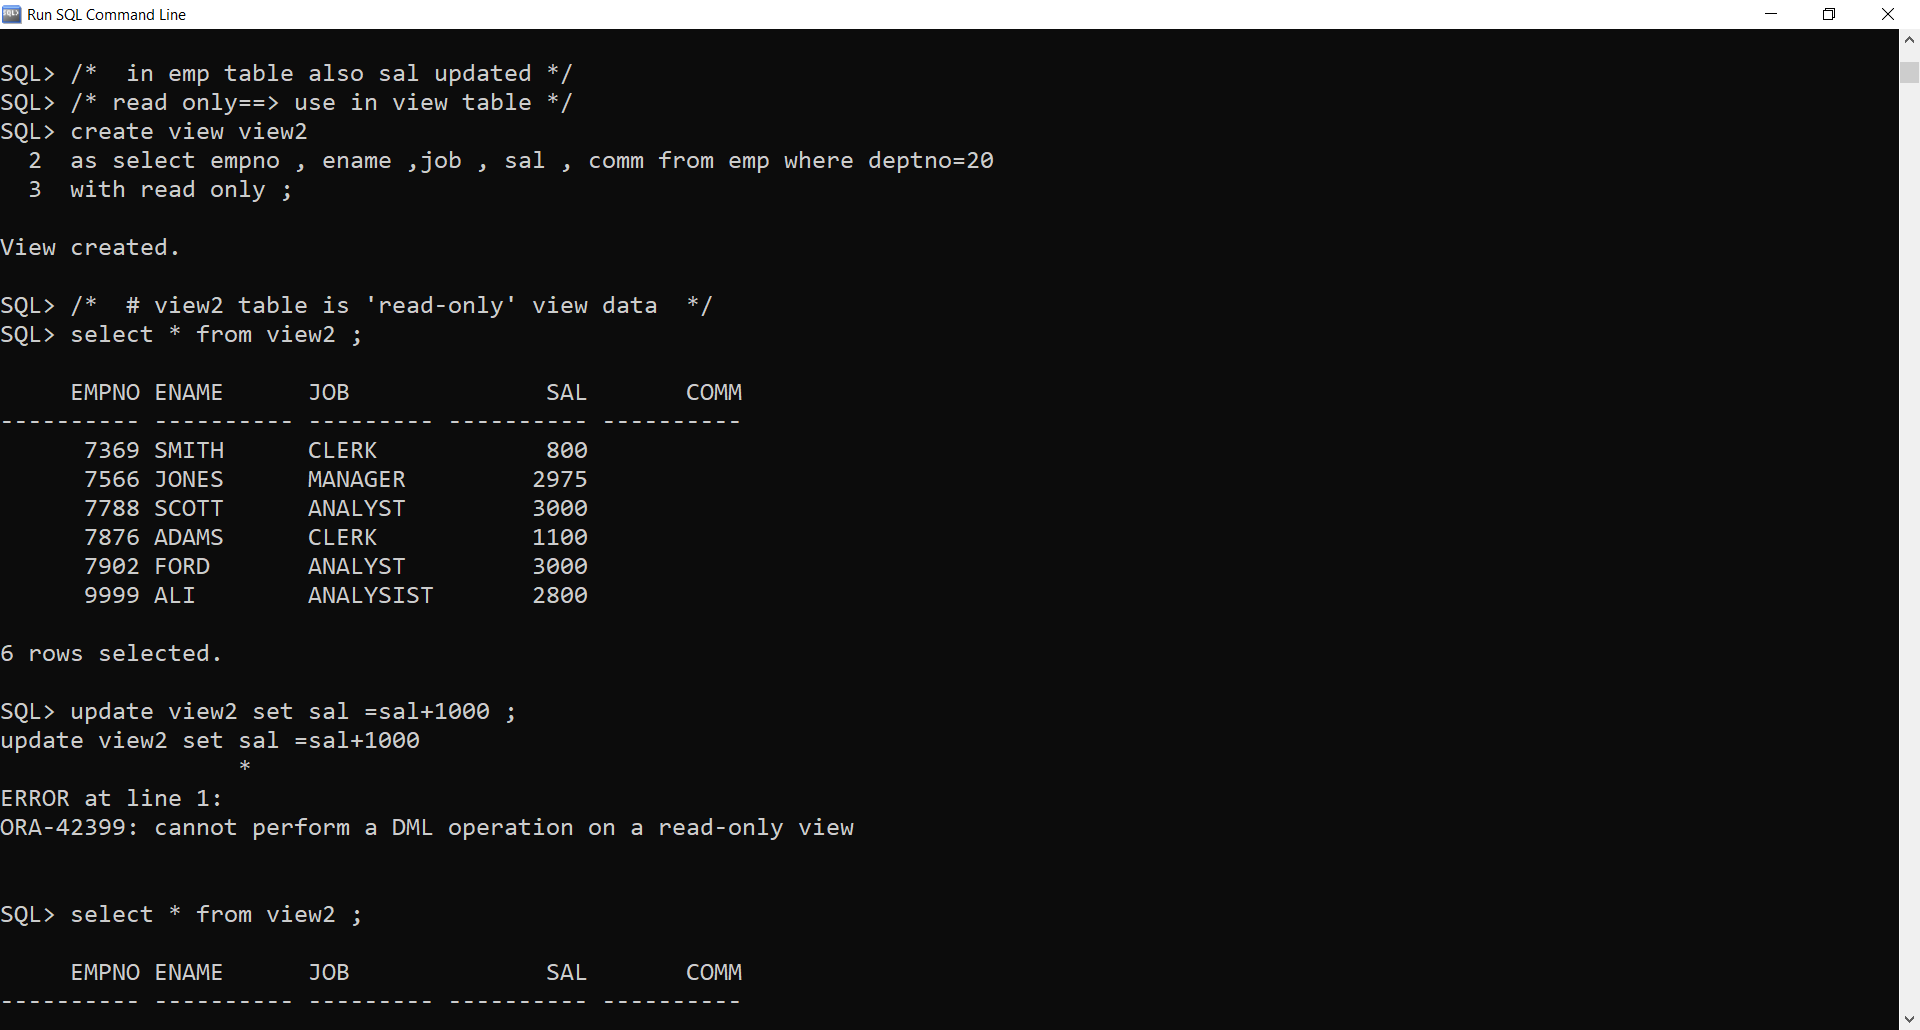 Run SQL Command Line
SQL> /*  in emp table also sal updated */
SQL> /* read only==> use in view table */
SQL> create view view2
  2  as select empno , ename ,job , sal , comm from emp where deptno=20
  3  with read only ;
View created.
SQL> /*  # view2 table is 'read-only' view data  */
SQL> select * from view2 ;
     EMPNO ENAME      JOB              SAL       COMM
---------- ---------- --------- ---------- ----------
      7369 SMITH      CLERK            800
      7566 JONES      MANAGER         2975
      7788 SCOTT      ANALYST         3000
      7876 ADAMS      CLERK           1100
      7902 FORD       ANALYST         3000
      9999 ALI        ANALYSIST       2800
6 rows selected.
SQL> update view2 set sal =sal+1000 ;
update view2 set sal =sal+1000
                 *
ERROR at line 1:
ORA-42399: cannot perform a DML operation on a read-only view
SQL> select * from view2 ;
     EMPNO ENAME      JOB              SAL       COMM
---------- ---------- --------- ---------- ----------